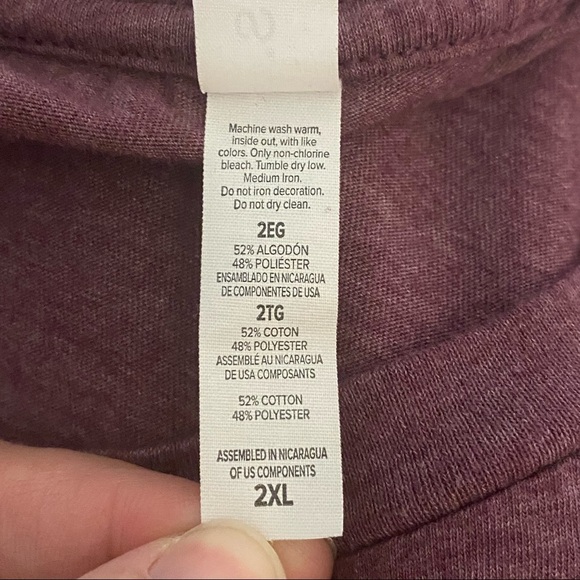 Machine wash warm,
inside out, with like
colors. Only non-chlorine
bleach. Tumble dry low.
Medium Iron.
Do not iron decoration.
Do not dry clean.
2EG
52% ALGODÓN
48% POLIÉSTER
ENSAMBLADO EN NICARAGUA
DE COMPONENTES DE USA
2TG
52% COTON
48% POLYESTER
ASSEMBLÉ AU NICARAGUA
DE USA COMPOSANTS
52% COTTON
48% POLYESTER
ASSEMBLED IN NICARAGUA
OF US COMPONENTS
2XL